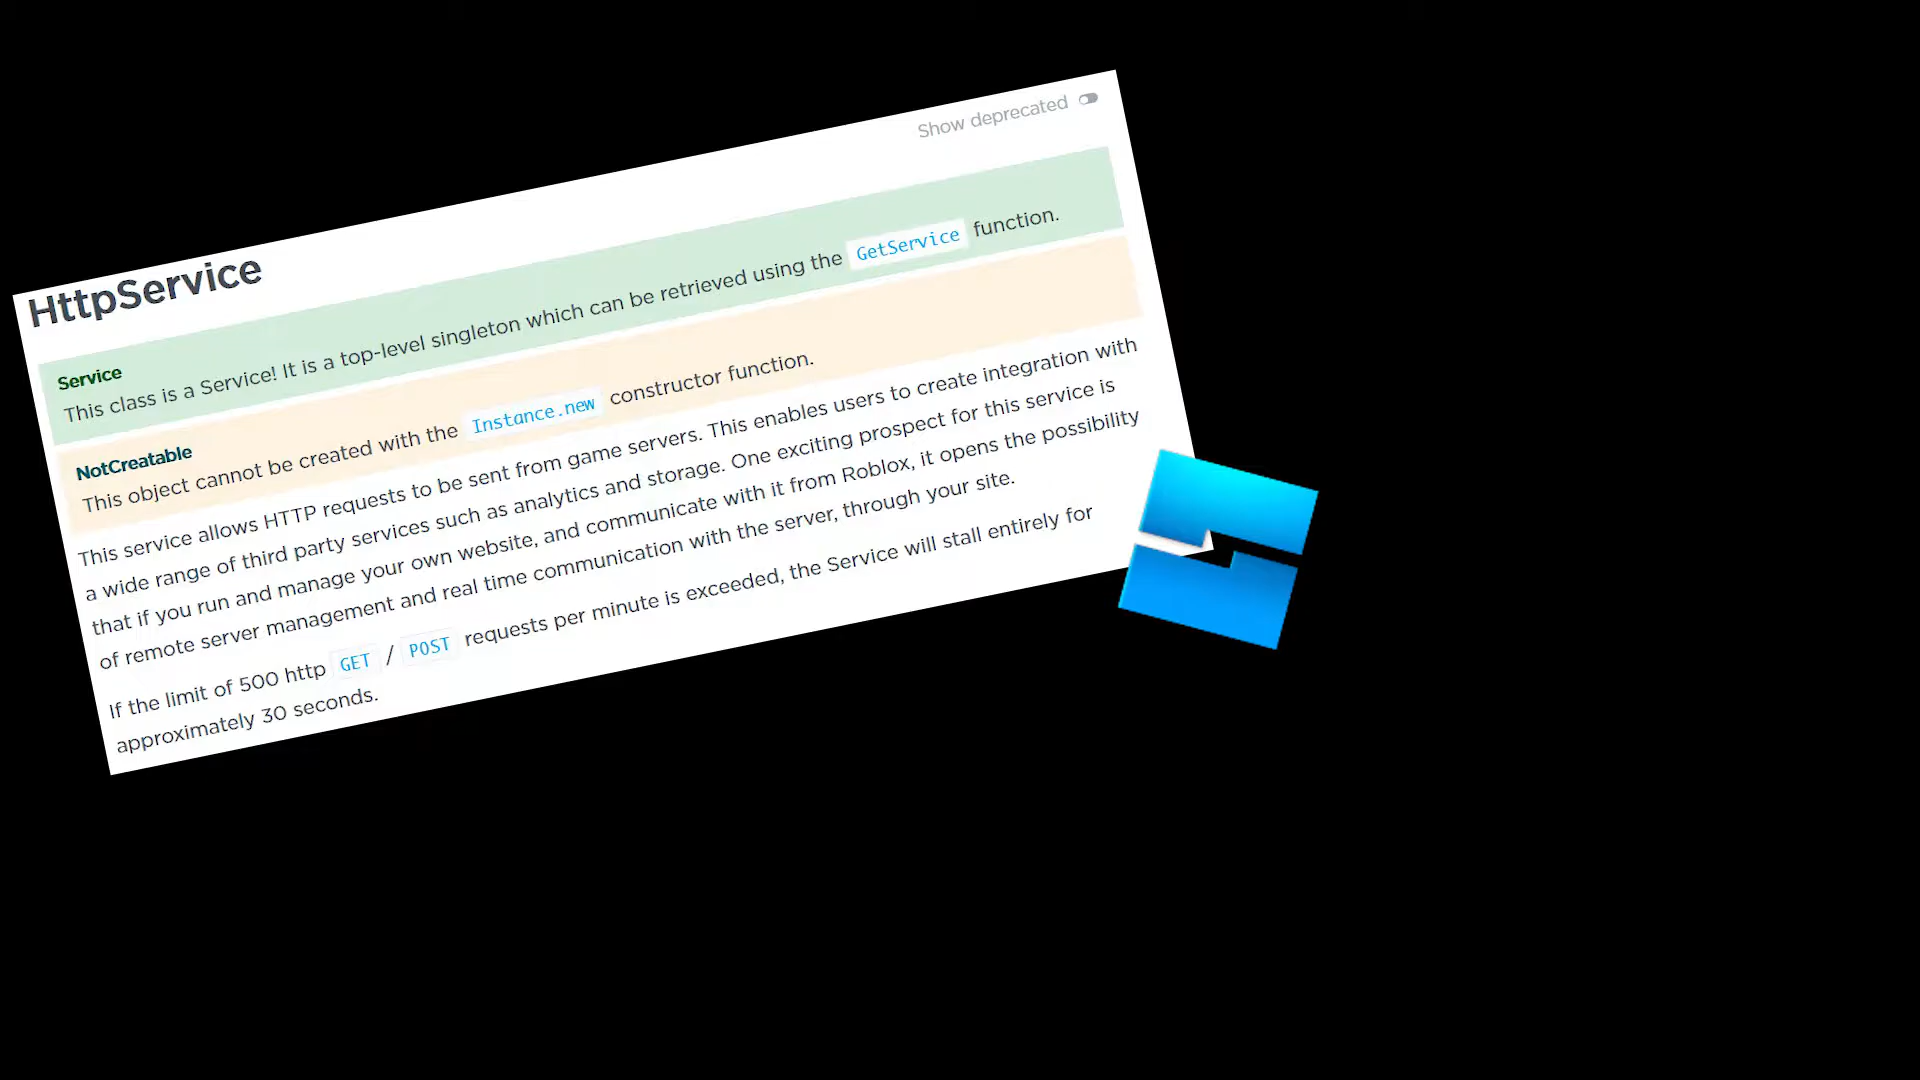 Show deprecated
HttpService
Service
This class is a Service! It is a top-level singleton which can be retrieved using the GetService function.
NotCreatable
This object cannot be created with the Instance.new constructor function.
This service allows HTTP requests to be sent from game servers. This enables users to create integration with
a wide range of third party services such as analytics and storage. One exciting prospect for this service is
that if you run and manage your own website, and communicate with it from Roblox, it opens the possibility
of remote server management and real time communication with the server, through your site.
If the limit of 500 http GET / POST requests per minute is exceeded, the Service will stall entirely for
approximately 30 seconds.